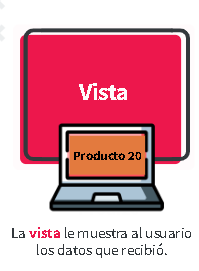 Vista
Producto 20
La vista le muestra al usuario
los datos que recibió.